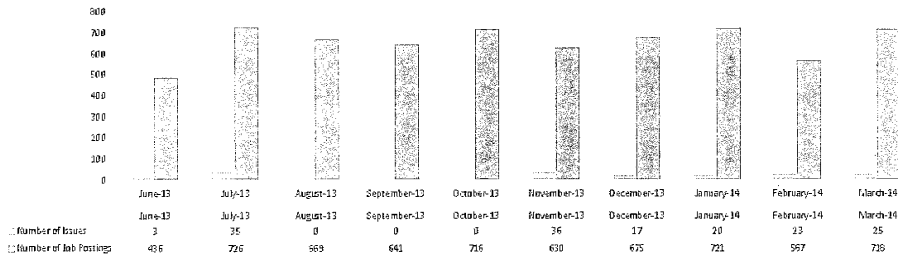 800
700
600
500
400
300
200
100
0
June-13 July-13 August-13 September-13 October-13 November-13 December-13 January-14 February-14 March-14
June-13 July-13 August-13 September-13 October-13 November-13 December-13 January-14 February-14 March-14
Number of Issues 3 35 0 0 0 36 17 20 23 25
Number of Job Postings 726 669 641 716 630 675 721 567 718